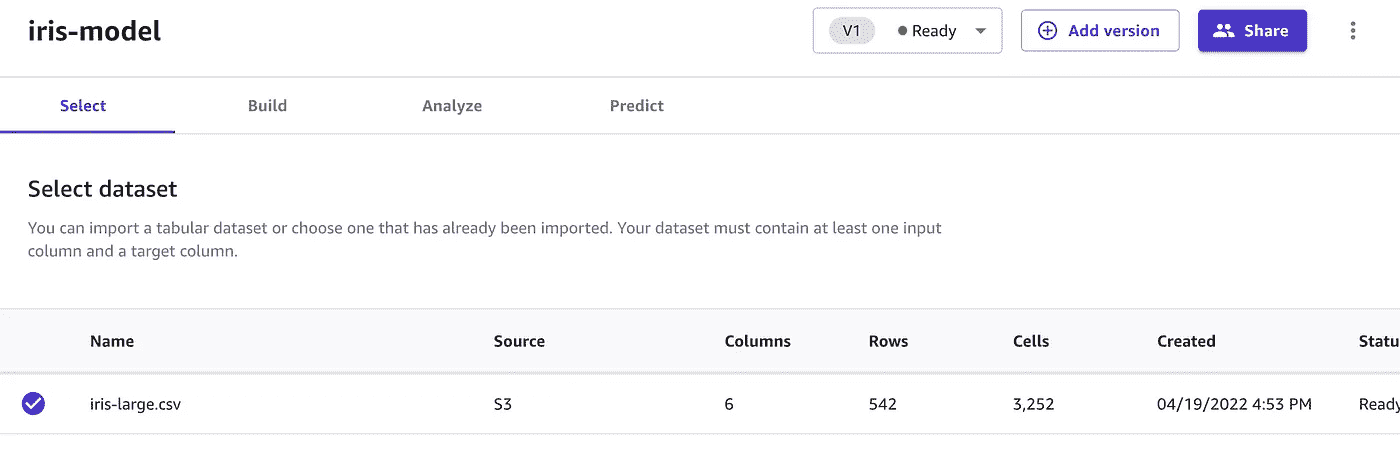 iris-model
V1 Ready
Add version
Share
Select Build Analyze Predict
Select dataset
You can import a tabular dataset or choose one that has already been imported. Your dataset must contain at least one input
column and a target column.
Name Source Columns Rows Cells Created Statu
iris-large.csv S3 6 542 3,252 04/19/2022 4:53 PM Ready